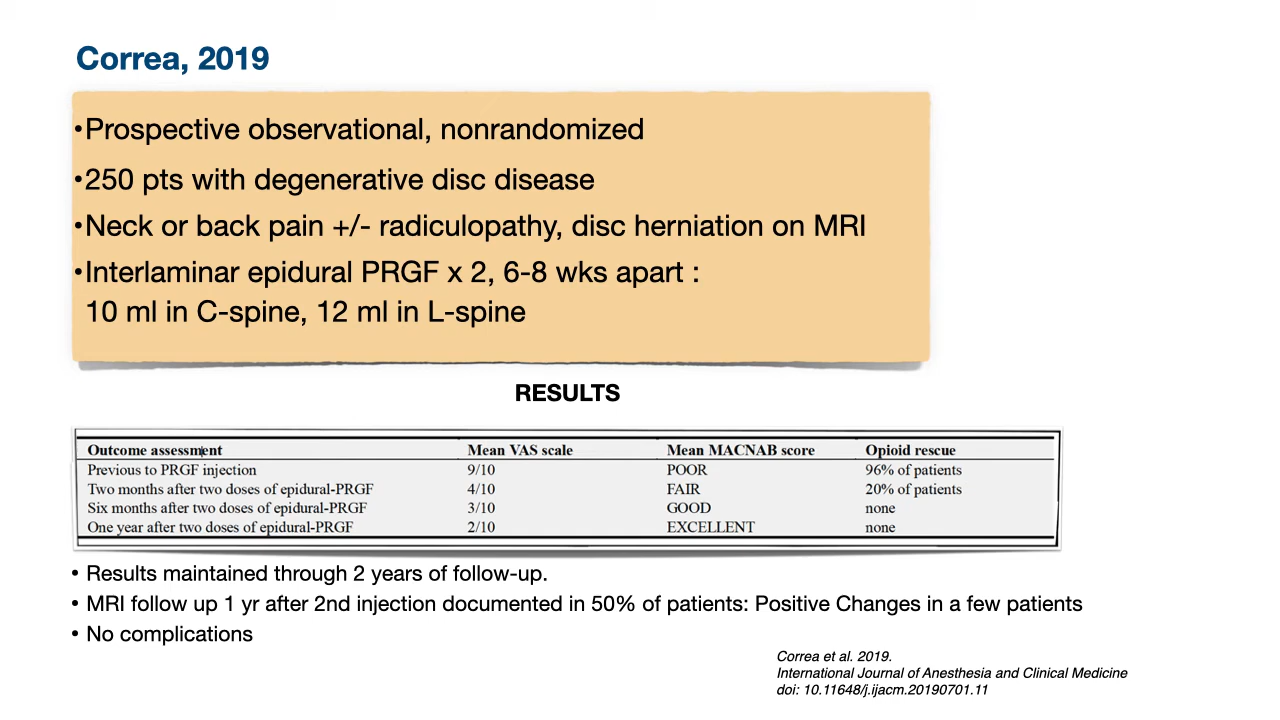 Correa, 2019
•Prospective observational, nonrandomized
•250 pts with degenerative disc disease
•Neck or back pain +/- radiculopathy, disc herniation on MRI
•Interlaminar epidural PRGF x 2, 6-8 wks apart :
10 ml in C-spine, 12 ml in L-spine
RESULTS
Outcome assessment Mean VAS scale Mean MACNAB score Opioid rescue
Previous to PRGF injection 9/10 POOR 96% of patients
Two months after two doses of epidural-PRGF 4/10 FAIR 20% of patients
Six months after two doses of epidural-PRGF 3/10 GOOD none
One year after two doses of epidural-PRGF 2/10 EXCELLENT none
• Results maintained through 2 years of follow-up.
• MRI follow up 1 yr after 2nd injection documented in 50% of patients: Positive Changes in a few patients
• No complications
Correa et al. 2019.
International Journal of Anesthesia and Clinical Medicine
doi: 10.11648/j.ijacm.20190701.11